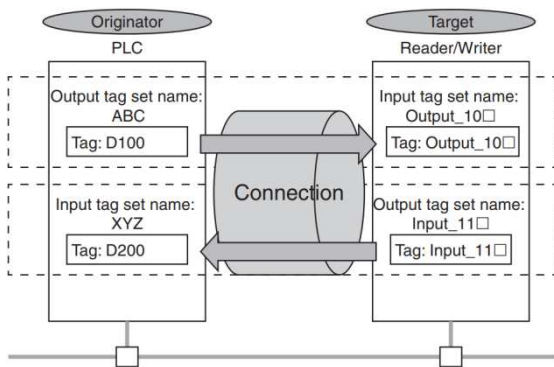 Originator
PLC
Output tag set name:
ABC
Tag: D100
Input tag set name:
XYZ
Tag: D200
Connection
Target
Reader/Writer
Input tag set name:
Output_10□
Tag: Output_10□
Output tag set name:
Input_11□
Tag: Input_11□